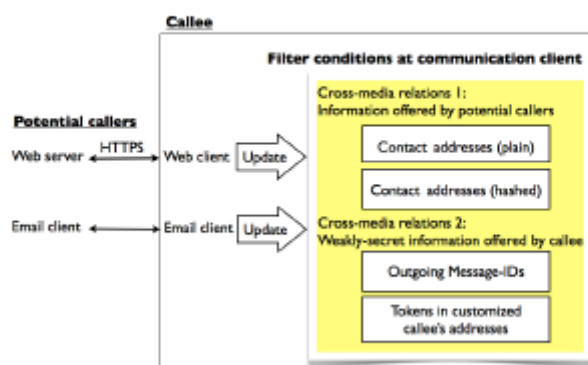 Callee
Filter conditions at communication client
Cross-media relations 1:
Information offered by potential callers
Potential callers
HTTPS
Web server
Web client
Update
Contact addresses (plain)
Contact addresses (hashed)
Email client
Email client
Update
Cross-media relations 2:
Weakly-secret information offered by callee
Outgoing Message-IDs
Tokens in customized
callee's addresses